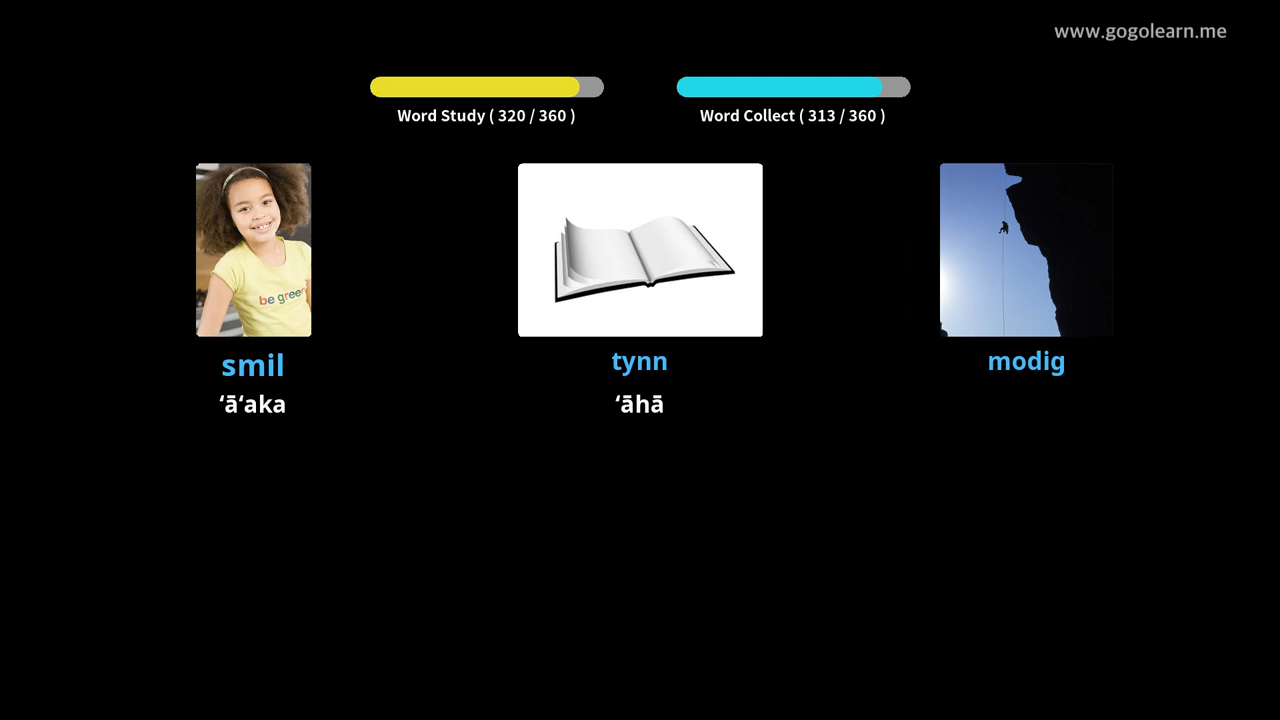 www.gogolearn.me
Word Study ( 320 / 360 )
Word Collect ( 313 / 360 )
be green
smil
tynn
modig
ʻāʻaka
ʻāhā